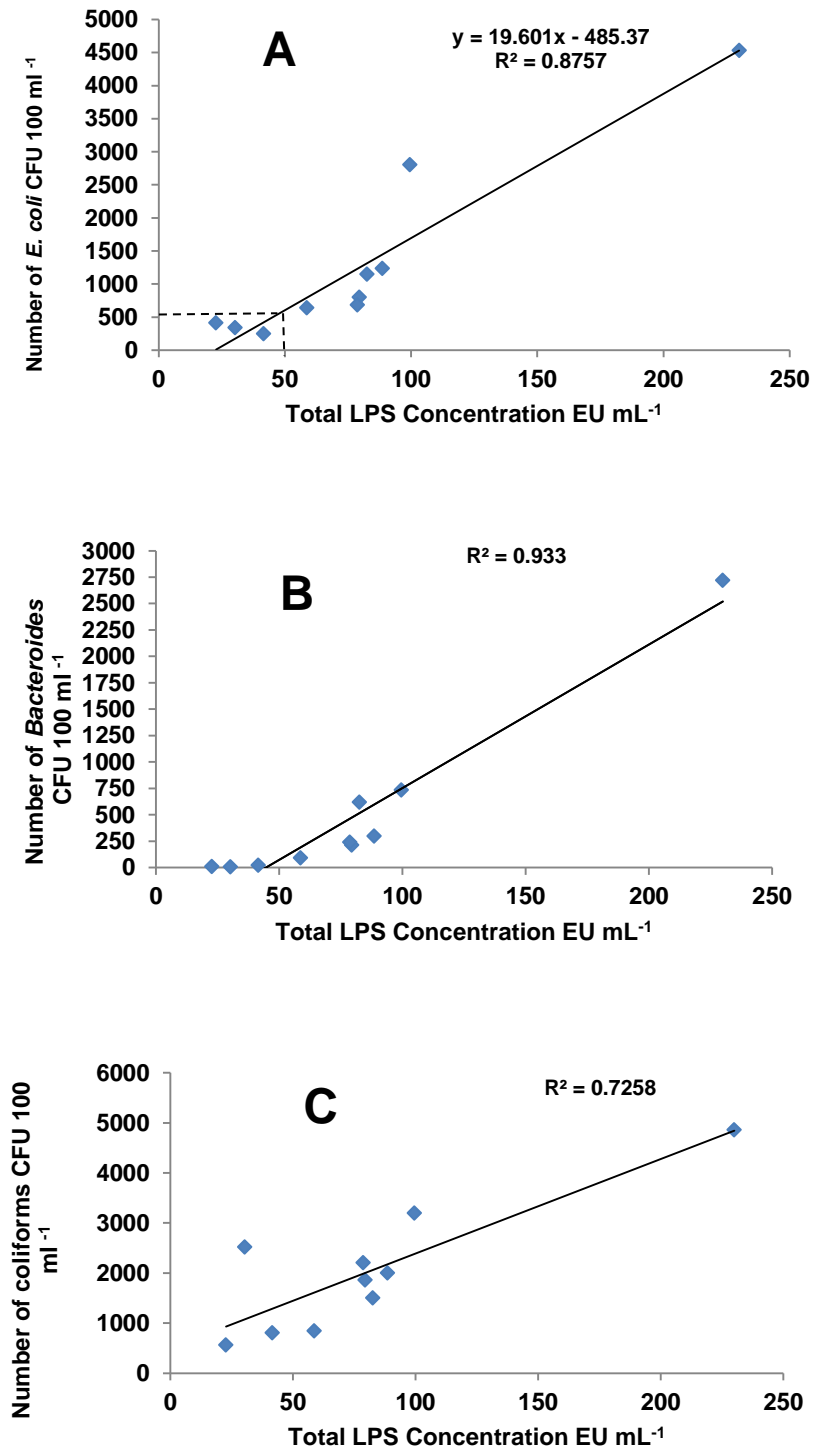 A
y = 19.601x - 485.37
R² = 0.8757
5000
4500
4000
3500
3000
2500
2000
1500
1000
500
0
Number of E. coli CFU 100 ml ⁻¹
0 50 100 150 200 250
Total LPS Concentration EU mL⁻¹
B
R² = 0.933
3000
2750
2500
2250
2000
1750
1500
1250
1000
750
500
250
0
Number of Bacteroides
CFU 100 ml ⁻¹
0 50 100 150 200 250
Total LPS Concentration EU mL⁻¹
C
R² = 0.7258
6000
5000
4000
3000
2000
1000
0
Number of coliforms CFU 100
ml ⁻¹
0 50 100 150 200 250
Total LPS Concentration EU mL⁻¹